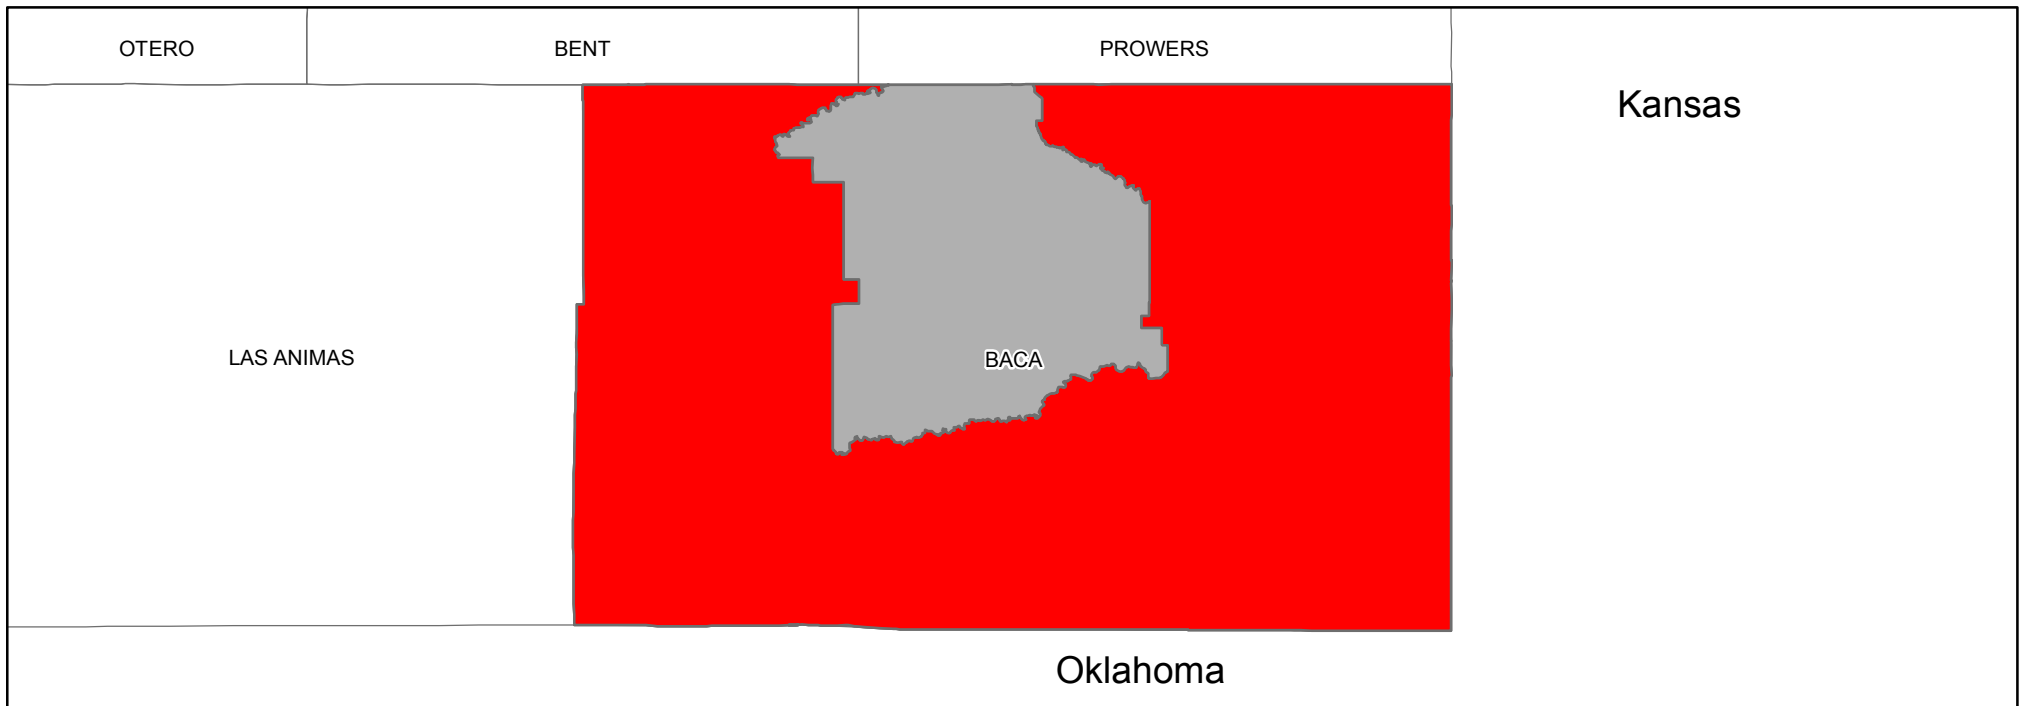 OTERO
BENT
PROWERS
Kansas
LAS ANIMAS
BACA
Oklahoma